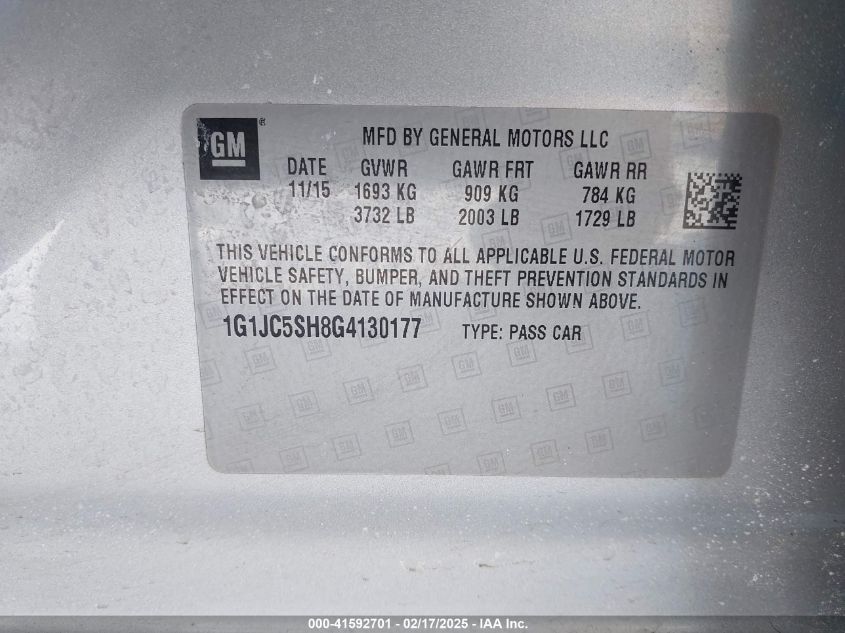 GM ®
MFD BY GENERAL MOTORS LLC
DATE GVWR GAWR FRT GAWR RR
11/15 1693 KG 909 KG 784 KG
3732 LB 2003 LB 1729 LB
THIS VEHICLE CONFORMS TO ALL APPLICABLE U.S. FEDERAL MOTOR
VEHICLE SAFETY, BUMPER, AND THEFT PREVENTION STANDARDS IN
EFFECT ON THE DATE OF MANUFACTURE SHOWN ABOVE.
1G1JC5SH8G4130177 TYPE: PASS CAR
000-41592701 - 02/17/2025 - IAA Inc.